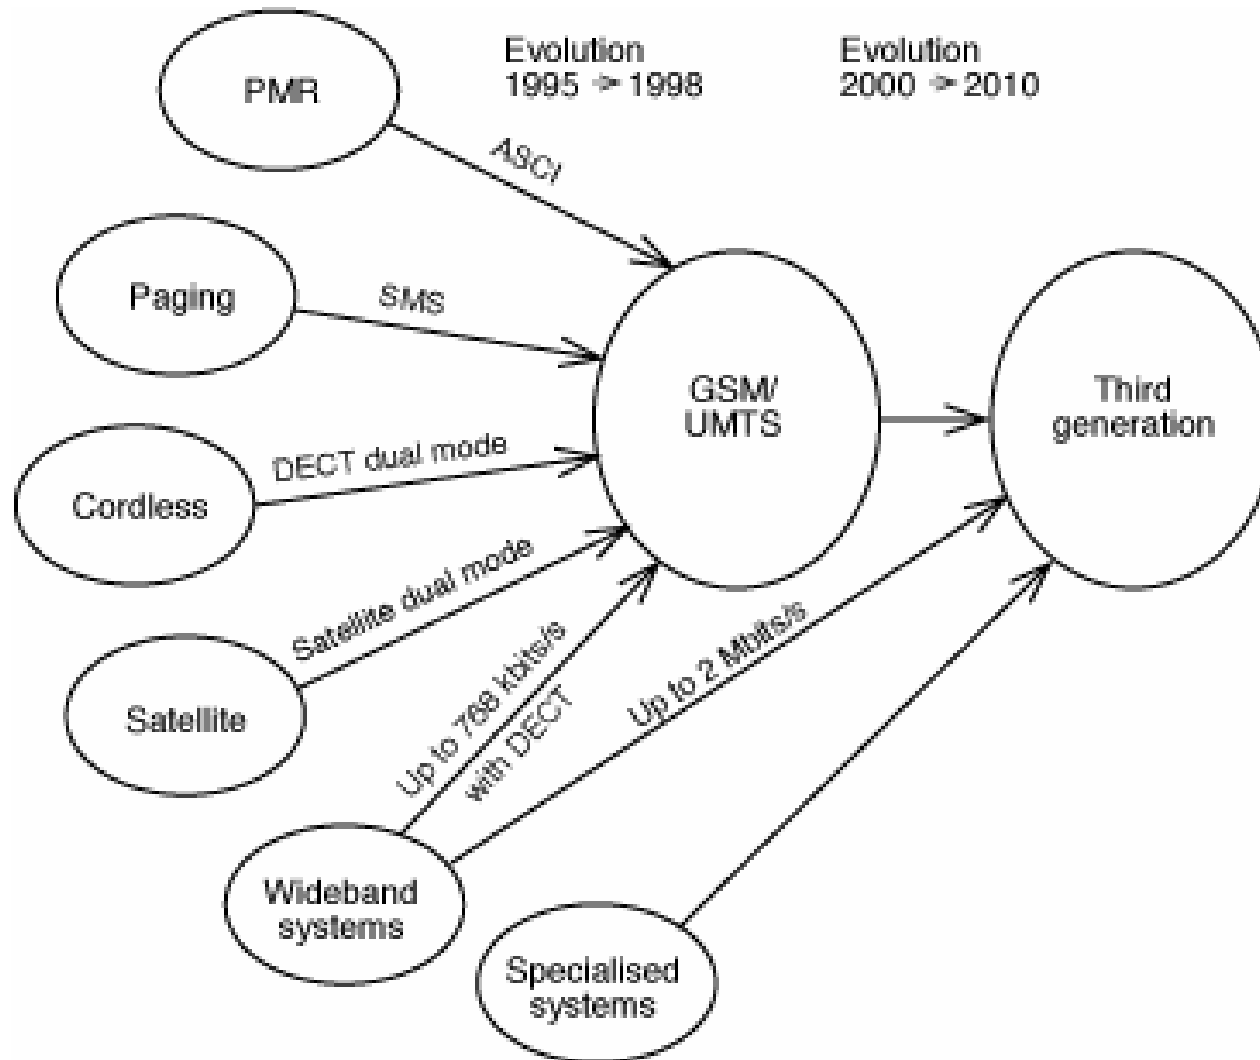 PMR
Evolution
1995 → 1998
Evolution
2000 → 2010
ASCI
Paging
SMS
GSM/
UMTS
Third
generation
Cordless
DECT dual mode
Satellite
Satellite dual mode
Up to 768 kbits/s
with DECT
Up to 2 Mbits/s
Wideband
systems
Specialised
systems